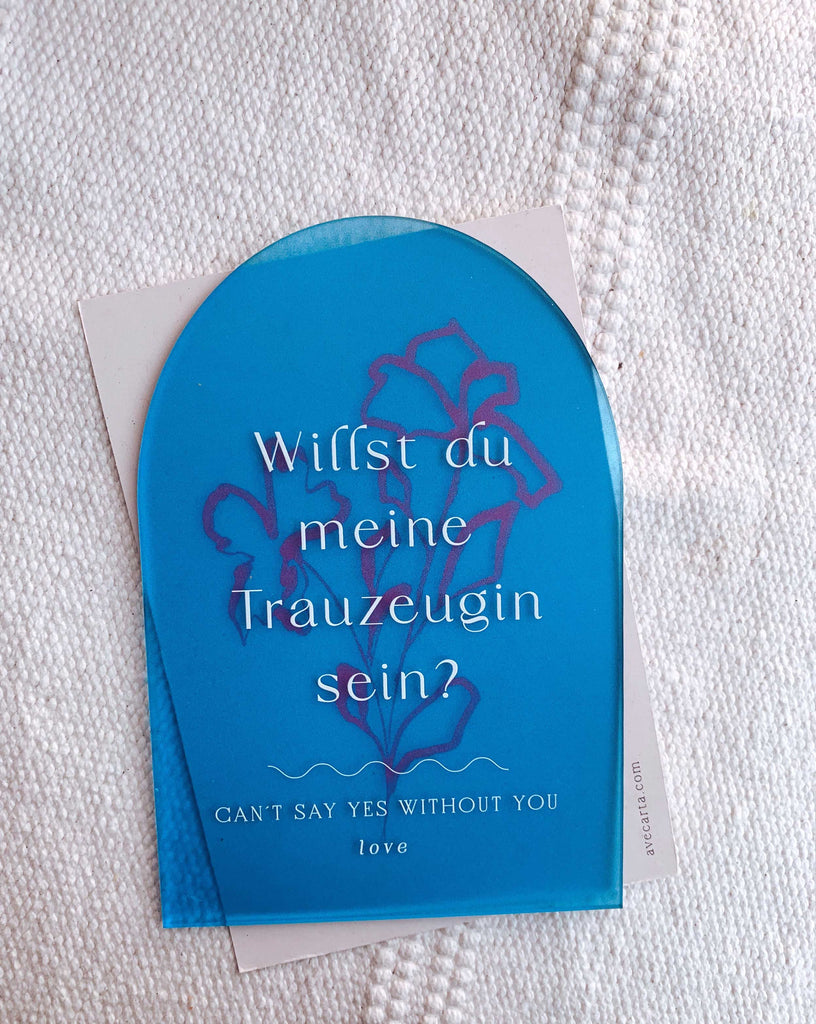 Willst du
meine
Trauzeugin
sein?
CAN´T SAY YES WITHOUT YOU
love
avecarta.com